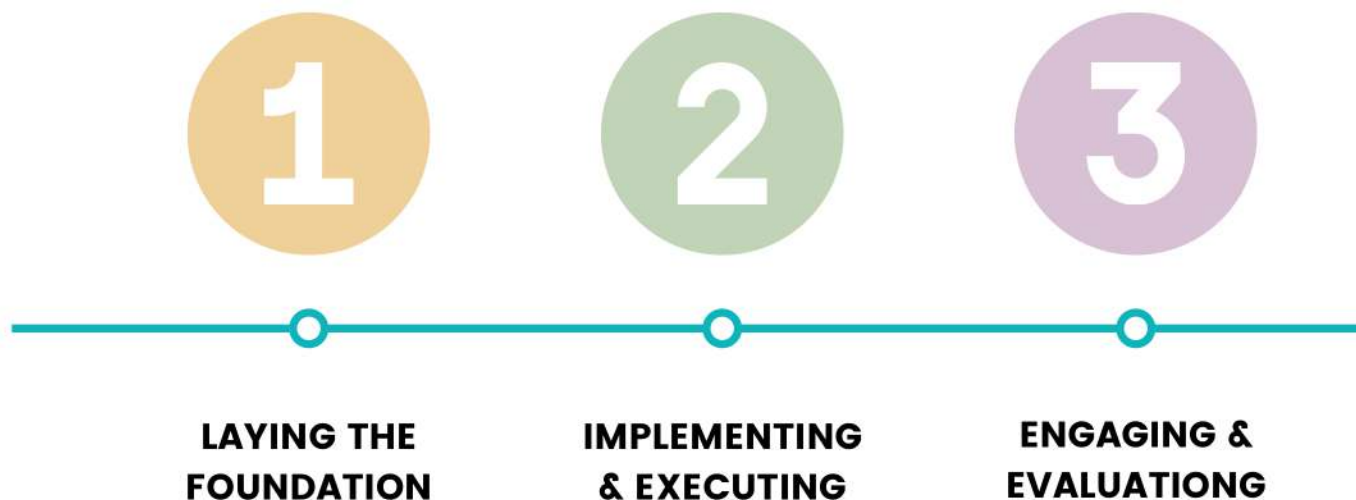 1
2
3
LAYING THE
FOUNDATION
IMPLEMENTING
& EXECUTING
ENGAGING &
EVALUATIONG